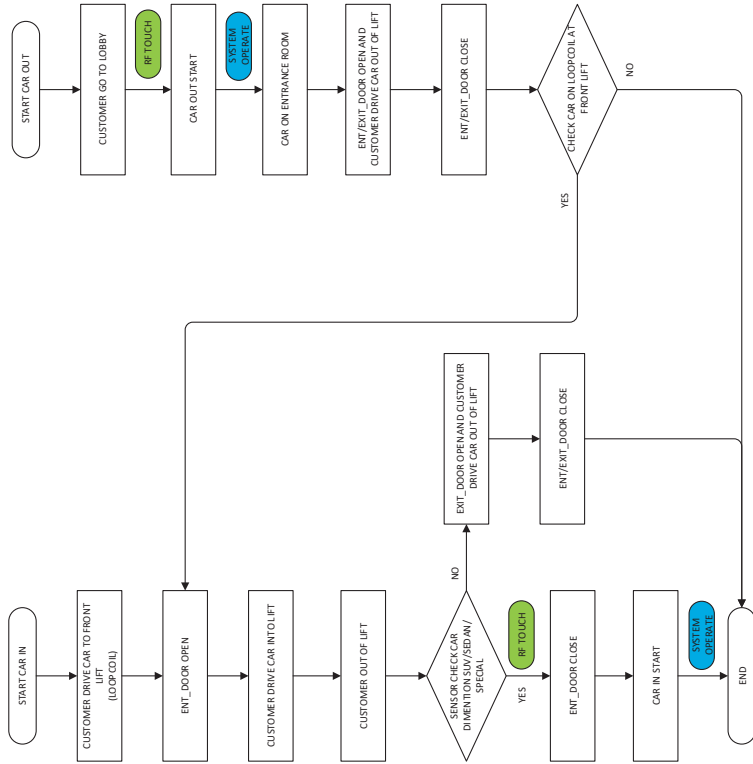 START CAR IN
CUSTOMER DRIVE CAR TO FRONT
LIFT
(LOOPCOIL)
ENT_DOOR OPEN
CUSTOMER DRIVE CAR INTO LIFT
CUSTOMER OUT OF LIFT
SENSOR CHECK CAR
DIMENTION SUV/SEDAN/
SPECIAL
NO
YES
RF TOUCH
ENT_DOOR CLOSE
CAR IN START
SYSTEM
OPERATE
END
EXIT_DOOR OPEN AND CUSTOMER
DRIVE CAR OUT OF LIFT
ENT/EXIT_DOOR CLOSE
START CAR OUT
CUSTOMER GO TO LOBBY
RF TOUCH
CAR OUT START
SYSTEM
OPERATE
CAR ON ENTRANCE ROOM
ENT/EXIT_DOOR OPEN AND
CUSTOMER DRIVE CAR OUT OF LIFT
ENT/EXIT_DOOR CLOSE
CHECK CAR ON LOOPCOIL AT
FRONT LIFT
YES
NO